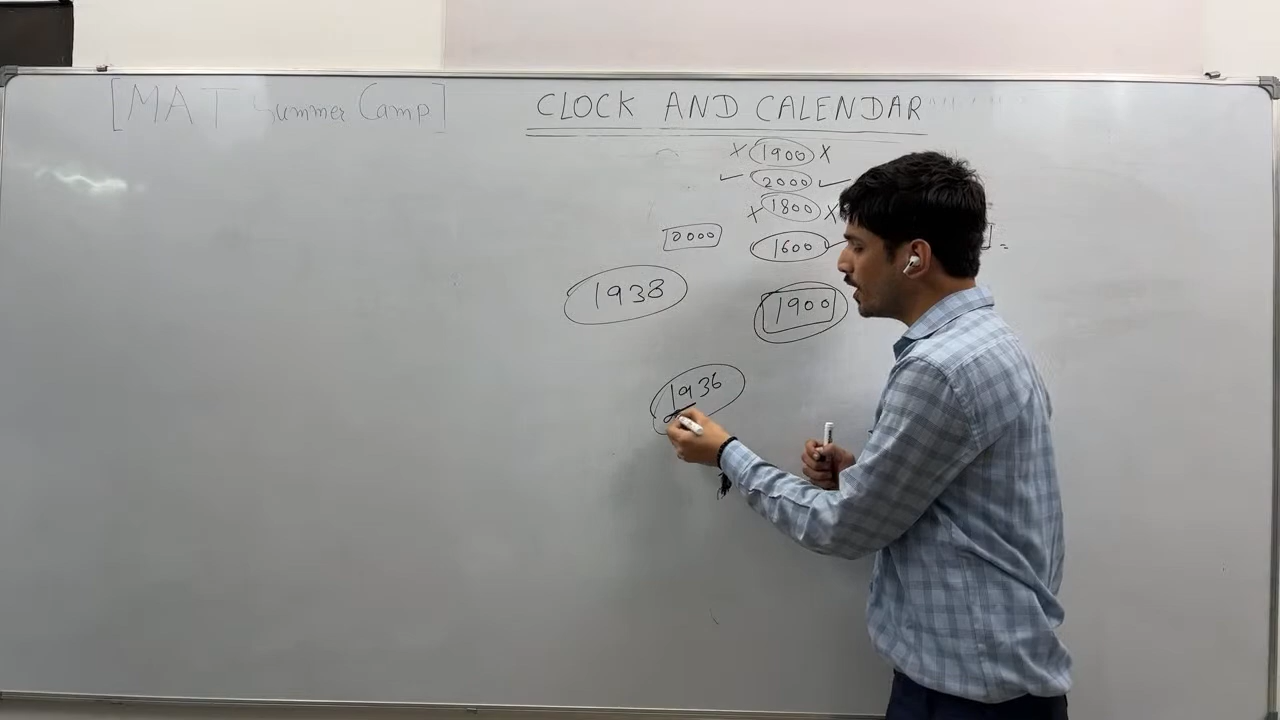 [MAT Summer Camp]
CLOCK AND CALENDAR
x 1900 x
✓ 2000 ✓
x 1800 x
0000
1600
1938
1900
1936